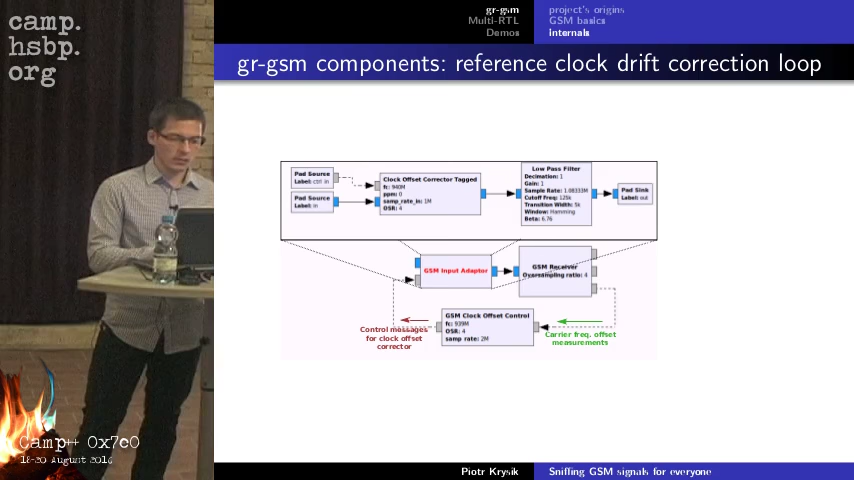 camp.
hsbp.
org
Camp++ 0x7e0
18-20 August 2016
gr-gsm
Multi-RTL
Demos
project's origins
GSM basics
Internals
gr-gsm components: reference clock drift correction loop
Pad Source
Label: ctrl in
Pad Source
Label: in
Clock Offset Corrector Tagged
fc: 940M
ppm: 0
samp_rate_in: 1M
OSR: 4
Low Pass Filter
Decimation: 1
Gain: 1
Sample Rate: 1.08333M
Cutoff Freq: 125k
Transition Width: 5k
Window: Hamming
Beta: 6.76
Pad Sink
Label: out
GSM Input Adaptor
GSM Receiver
Oversampling ratio: 4
GSM Clock Offset Control
fc: 939M
OSR: 4
samp rate: 2M
Control messages
for clock offset
corrector
Carrier freq. offset
measurements
Piotr Krysik
Sniffing GSM signals for everyone